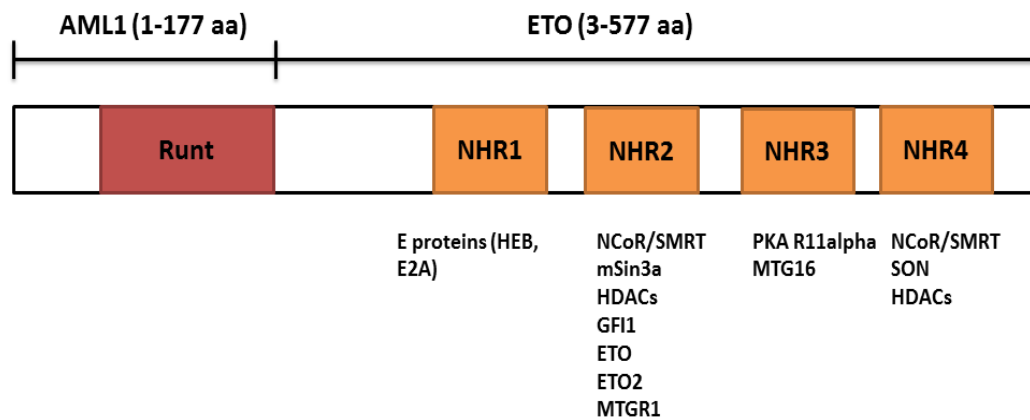 AML1 (1-177 aa)
ETO (3-577 aa)
Runt
NHR1
NHR2
NHR3
NHR4
E proteins (HEB,
E2A)
NCoR/SMRT
mSin3a
HDACs
GFI1
ETO
ETO2
MTGR1
PKA R11alpha
MTG16
NCoR/SMRT
SON
HDACs